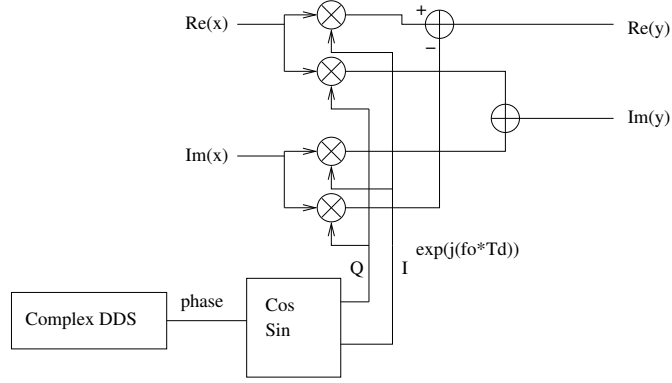 Re(x)
+
−
Re(y)
Im(y)
Im(x)
exp(j(fo*Td))
Q
I
phase
Cos
Sin
Complex DDS